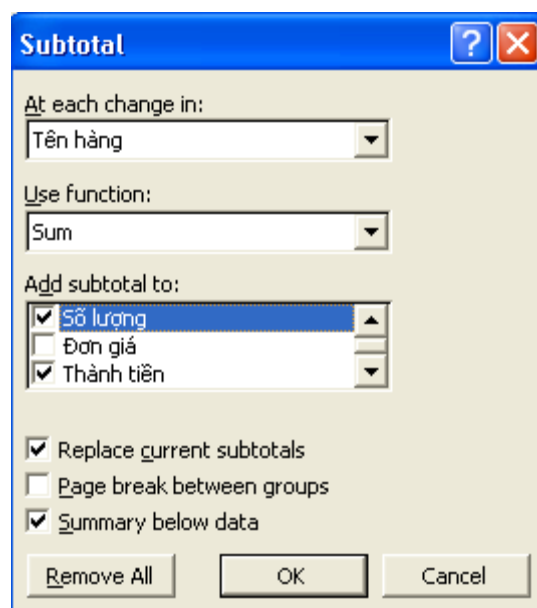 Subtotal
At each change in:
Tên hàng
Use function:
Sum
Add subtotal to:
Số lượng
Đơn giá
Thành tiền
Replace current subtotals
Page break between groups
Summary below data
Remove All OK Cancel